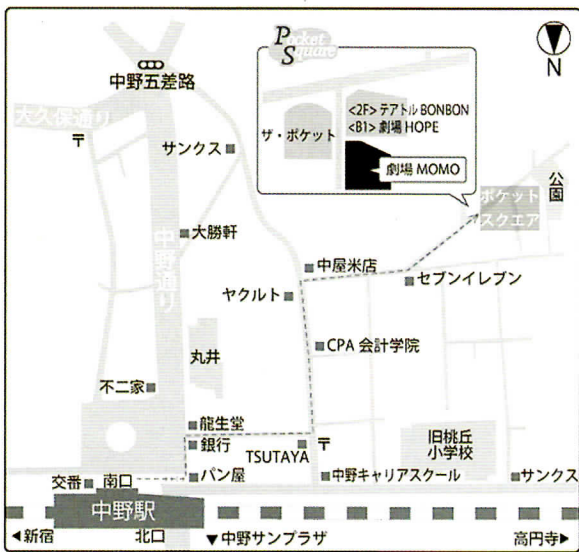 Pocket Square
PS
N
中野五差路
大久保通り
〒
サンクス
<2F> テアトル BONBON
<B1> 劇場 HOPE
ザ・ポケット
劇場 MOMO
公園
ポケット
スクエア
大勝軒
中野通り
中屋米店
セブンイレブン
ヤクルト
CPA 会計学院
丸井
不二家
龍生堂
銀行
TSUTAYA
〒
旧桃丘
小学校
交番
南口
パン屋
中野キャリアスクール
サンクス
中野駅
◀新宿
北口
▼中野サンプラザ
高円寺▶